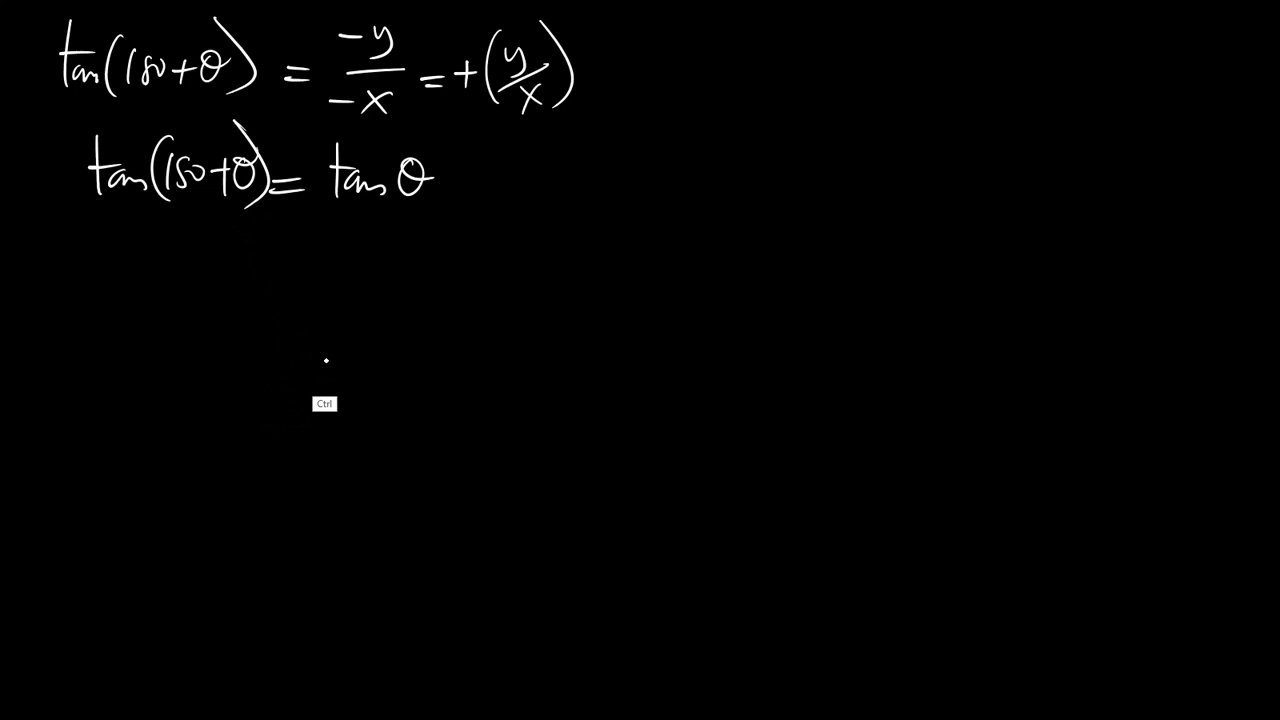 tan(180+θ) = -y/-x = +(y/x)
tan(180+θ) = tan θ
Ctrl